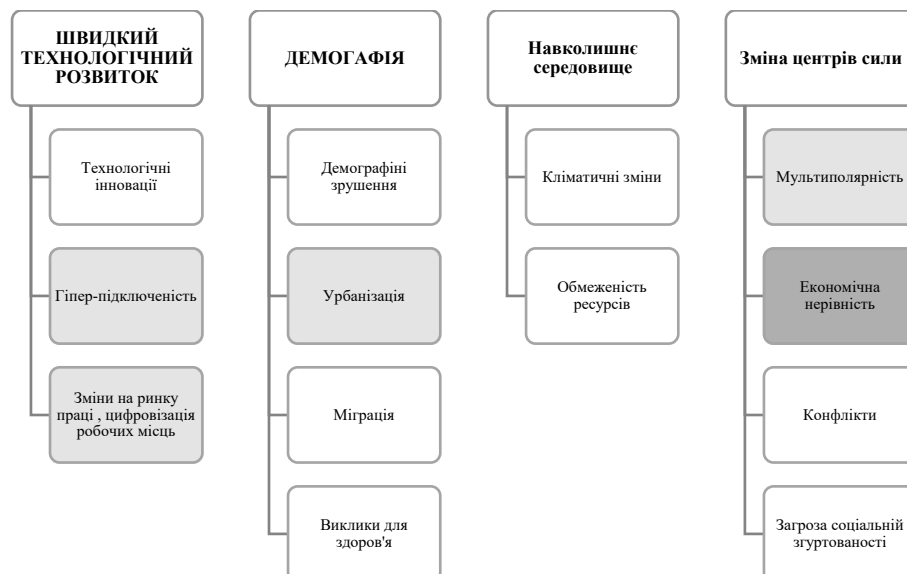 ШВИДКИЙ
ТЕХНОЛОГІЧНИЙ
РОЗВИТОК
Технологічні
інновації
Гіпер-підключеність
Зміни на ринку
праці , цифровізація
робочих місць
ДЕМОГАФІЯ
Демографіні
зрушення
Урбанізація
Міграція
Виклики для
здоров'я
Навколишнє
середовище
Кліматичні зміни
Обмеженість
ресурсів
Зміна центрів сили
Мультиполярність
Економічна
нерівність
Конфлікти
Загроза соціальній
згуртованості